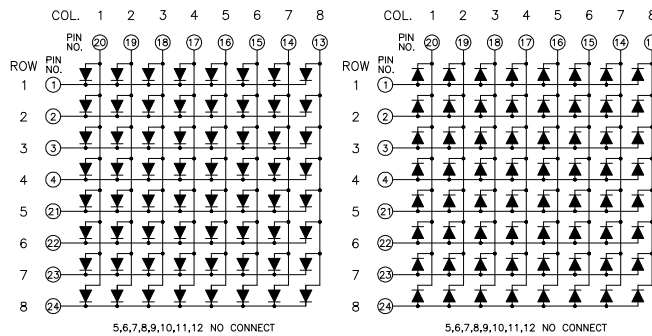 COL. 1 2 3 4 5 6 7 8
PIN NO. 20 19 18 17 16 15 14 13
ROW PIN NO.
1 1
2 2
3 3
4 4
5 21
6 22
7 23
8 24
5,6,7,8,9,10,11,12 NO CONNECT
COL. 1 2 3 4 5 6 7 8
PIN NO. 20 19 18 17 16 15 14
ROW PIN NO.
1 1
2 2
3 3
4 4
5 21
6 22
7 23
8 24
5,6,7,8,9,10,11,12 NO CONNECT